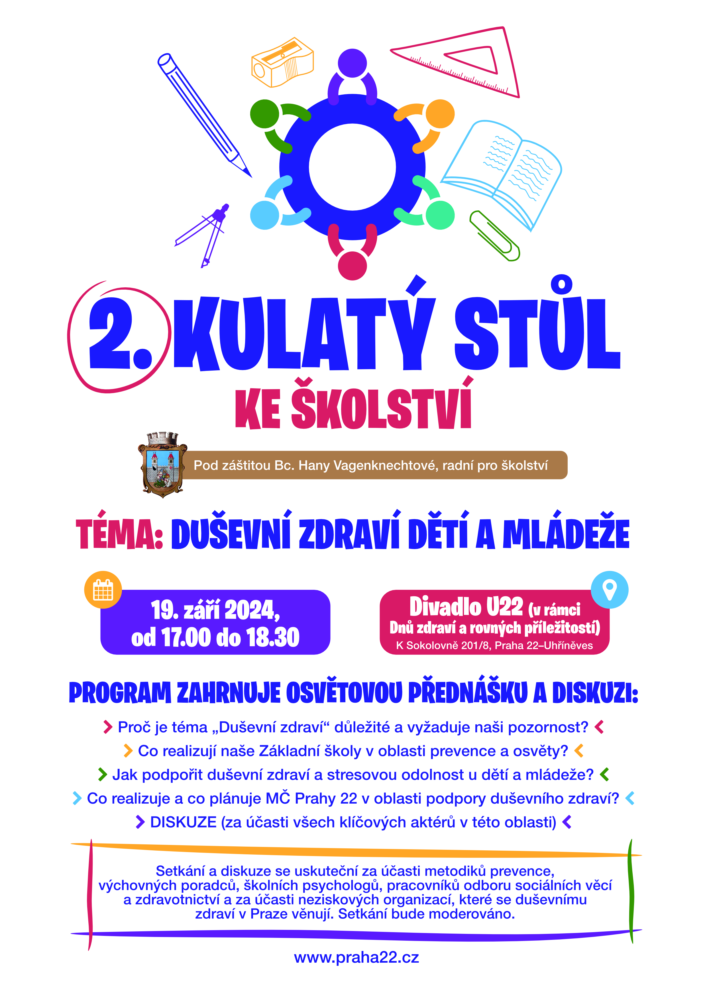 2. KULATÝ STŮL
KE ŠKOLSTVÍ
Pod záštitou Bc. Hany Vagenknechtové, radní pro školství
TÉMA: DUŠEVNÍ ZDRAVÍ DĚTÍ A MLÁDEŽE
19. září 2024,
od 17.00 do 18.30
Divadlo U22 (v rámci
Dnů zdraví a rovných příležitostí)
K Sokolovně 201/8, Praha 22–Uhříněves
PROGRAM ZAHRNUJE OSVĚTOVOU PŘEDNÁŠKU A DISKUZI:
Proč je téma „Duševní zdraví“ důležité a vyžaduje naši pozornost?
Co realizují naše Základní školy v oblasti prevence a osvěty?
Jak podpořit duševní zdraví a stresovou odolnost u dětí a mládeže?
Co realizuje a co plánuje MČ Prahy 22 v oblasti podpory duševního zdraví?
DISKUZE (za účasti všech klíčových aktérů v této oblasti)
Setkání a diskuze se uskuteční za účasti metodiků prevence,
výchovných poradců, školních psychologů, pracovníků odboru sociálních věcí
a zdravotnictví a za účasti neziskových organizací, které se duševnímu
zdraví v Praze věnují. Setkání bude moderováno.
www.praha22.cz